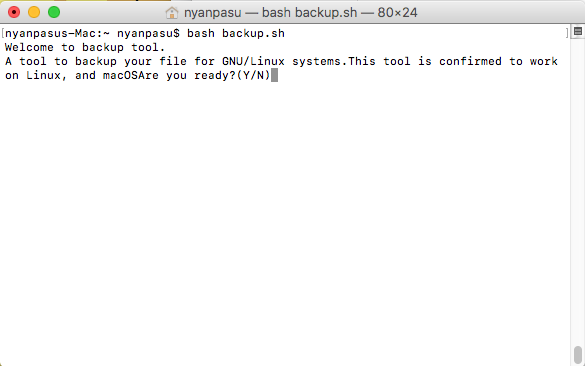 nyanpasu — bash backup.sh — 80×24
[nyanpasus-Mac:~ nyanpasu$ bash backup.sh ]
Welcome to backup tool.
A tool to backup your file for GNU/Linux systems.This tool is confirmed to work
on Linux, and macOSAre you ready?(Y/N)